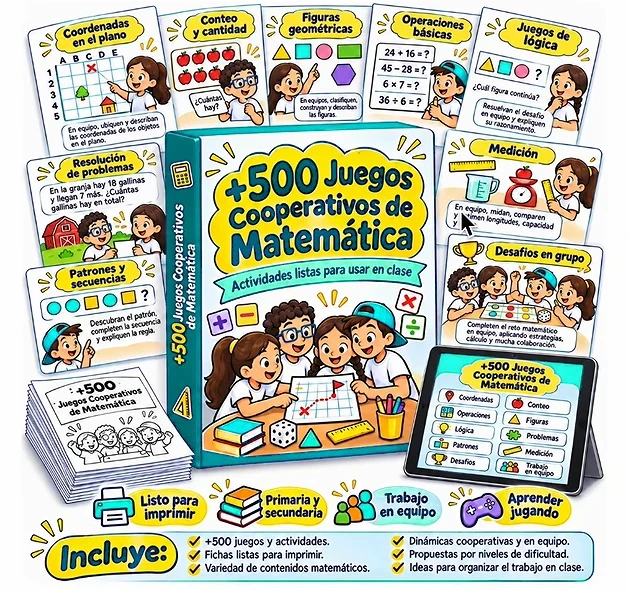 Coordenadas
en el plano
A B C D E
1
2
3
4
5
En equipo, ubiquen y describan
las coordenadas de los objetos
en el plano.
Conteo
y cantidad
¿Cuántas
hay?
Figuras
geométricas
En equipos, clasifiquen,
construyan y describan
las figuras.
Operaciones
básicas
24 + 16 = ?
45 – 28 = ?
6 × 7 = ?
36 ÷ 6 = ?
Juegos de
lógica
?
¿Cuál figura continúa?
Resuelvan el desafío
en equipo y expliquen
su razonamiento.
Resolución
de problemas
En la granja hay 18 gallinas
y llegan 7 más. ¿Cuántas
gallinas hay en total?
Medición
En equipo, midan, comparen
y imen longitudes, capacidad
y
Patrones y
secuencias
?
Descubran el patrón,
completen la secuencia
y expliquen la regla.
Desafíos en grupo
Completen el reto matemático
en equipo, aplicando estrategias,
cálculo y mucha colaboración.
+500 Juegos Cooperativos
de Matemática
+500 Juegos
Cooperativos de
Matemática
Actividades listas para usar en clase
+
−
×
÷
+500
Juegos Cooperativos
de Matemática
+500 Juegos
Cooperativos de
Matemática
Coordenadas
Conteo
Operaciones
Figuras
Lógica
Problemas
Patrones
Medición
Desafíos
Trabajo
en equipo
Listo para
imprimir
Primaria y
secundaria
Trabajo
en equipo
Aprender
jugando
Incluye:
✓ +500 juegos y actividades.
✓ Fichas listas para imprimir.
✓ Variedad de contenidos matemáticos.
✓ Dinámicas cooperativas y en equipo.
✓ Propuestas por niveles de dificultad.
✓ Ideas para organizar el trabajo en clase.